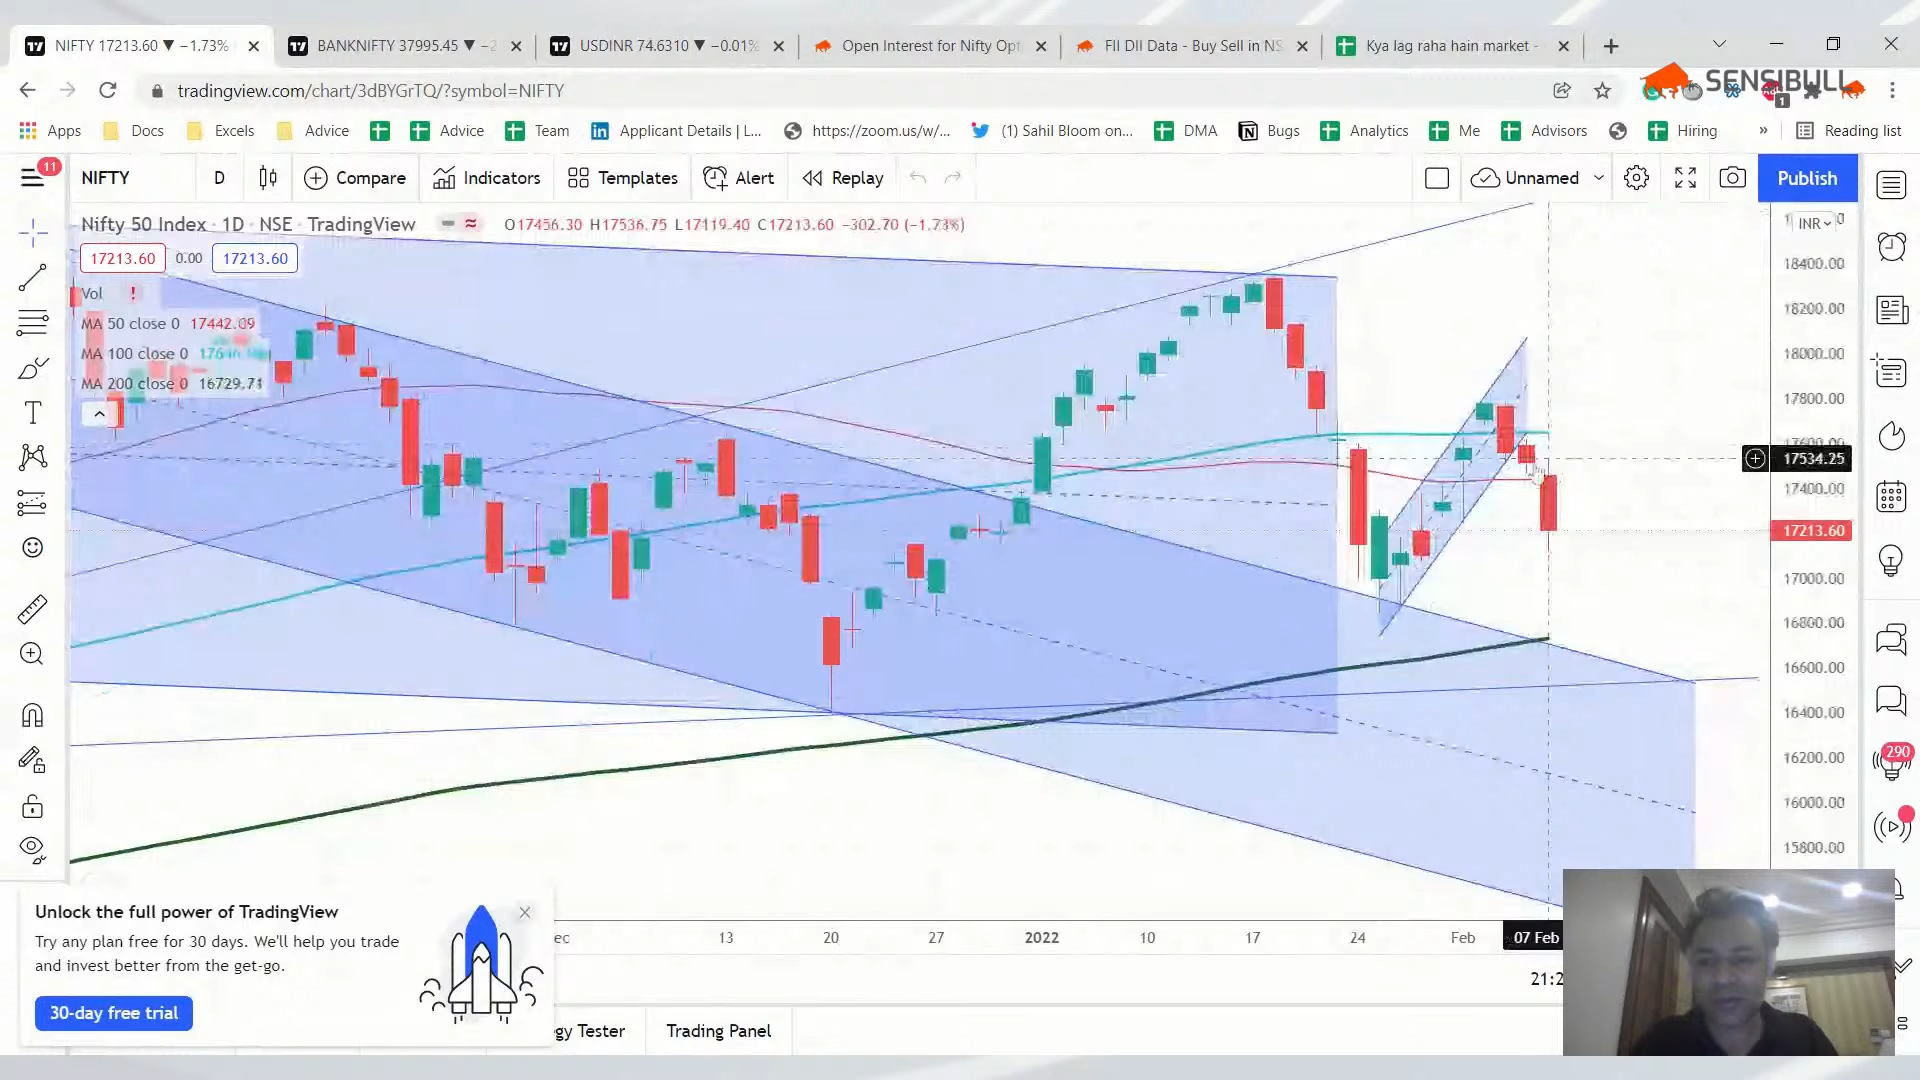 NIFTY 17213.60 ▼ −1.73%
BANKNIFTY 37995.45 ▼ −2
USDINR 74.6310 ▼ −0.01%
Open Interest for Nifty Opt
FII DII Data - Buy Sell in NS
Kya lag raha hain market -
tradingview.com/chart/3dBYGrTQ/?symbol=NIFTY
SENSIBULL
1
Apps
Docs
Excels
Advice
Advice
Team
Applicant Details | L...
https://zoom.us/w/...
(1) Sahil Bloom on...
DMA
Bugs
Analytics
Me
Advisors
Hiring
»
Reading list
11
NIFTY
D
Compare
Indicators
Templates
Alert
Replay
Unnamed
Publish
Nifty 50 Index · 1D · NSE · TradingView
O17456.30 H17536.75 L17119.40 C17213.60 −302.70 (−1.73%)
INR
17213.60
0.00
17213.60
Vol !
MA 50 close 0 17442.09
MA 100 close 0
MA 200 close 0 16729.71
18400.00
18200.00
18000.00
17800.00
17600.00
17534.25
17400.00
17213.60
17000.00
16800.00
16600.00
16400.00
16200.00
16000.00
15800.00
290
13
20
27
2022
10
17
24
Feb
07 Feb
21:2
Unlock the full power of TradingView
Try any plan free for 30 days. We'll help you trade
and invest better from the get-go.
30-day free trial
gy Tester
Trading Panel